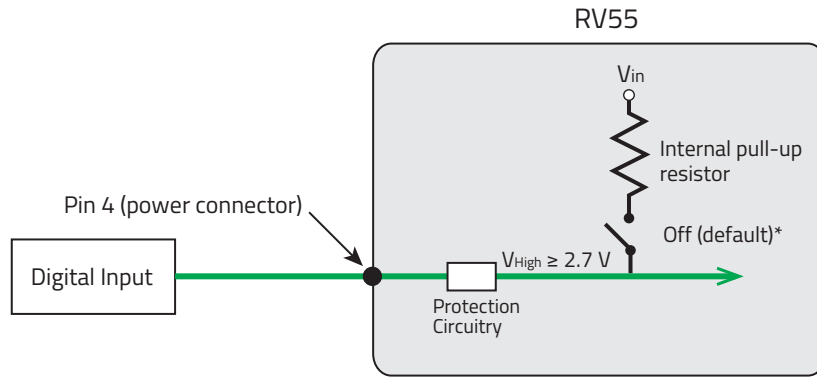 RV55
Vin
Internal pull-up
resistor
Pin 4 (power connector)
Off (default)*
Digital Input
VHigh ≥ 2.7 V
Protection
Circuitry